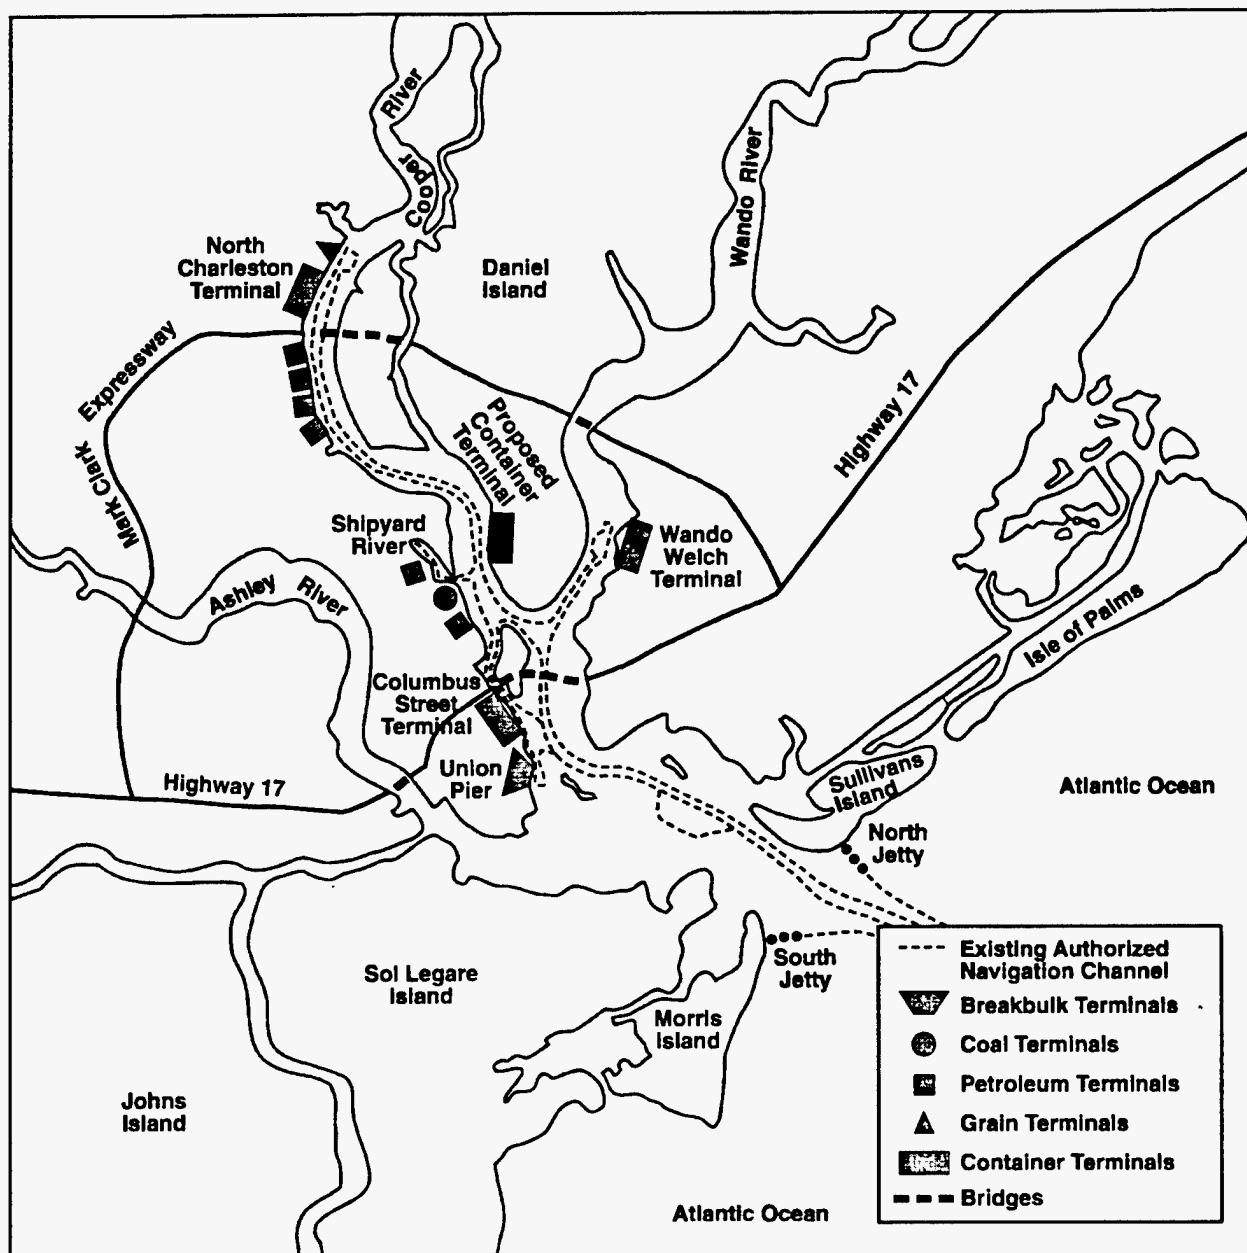 River
Cooper
Wando River
North
Charleston
Terminal
Daniel
Island
Mark Clark Expressway
Highway 17
Proposed
Container
Terminal
Shipyard
River
Wando
Welch
Terminal
Ashley River
Isle of Palms
Columbus
Street
Terminal
Union
Pier
Highway 17
Sullivans
Island
Atlantic Ocean
North
Jetty
South
Jetty
Sol Legare
Island
Morris
Island
Johns
Island
Atlantic Ocean
Existing Authorized
Navigation Channel
Breakbulk Terminals
Coal Terminals
Petroleum Terminals
Grain Terminals
Container Terminals
Bridges